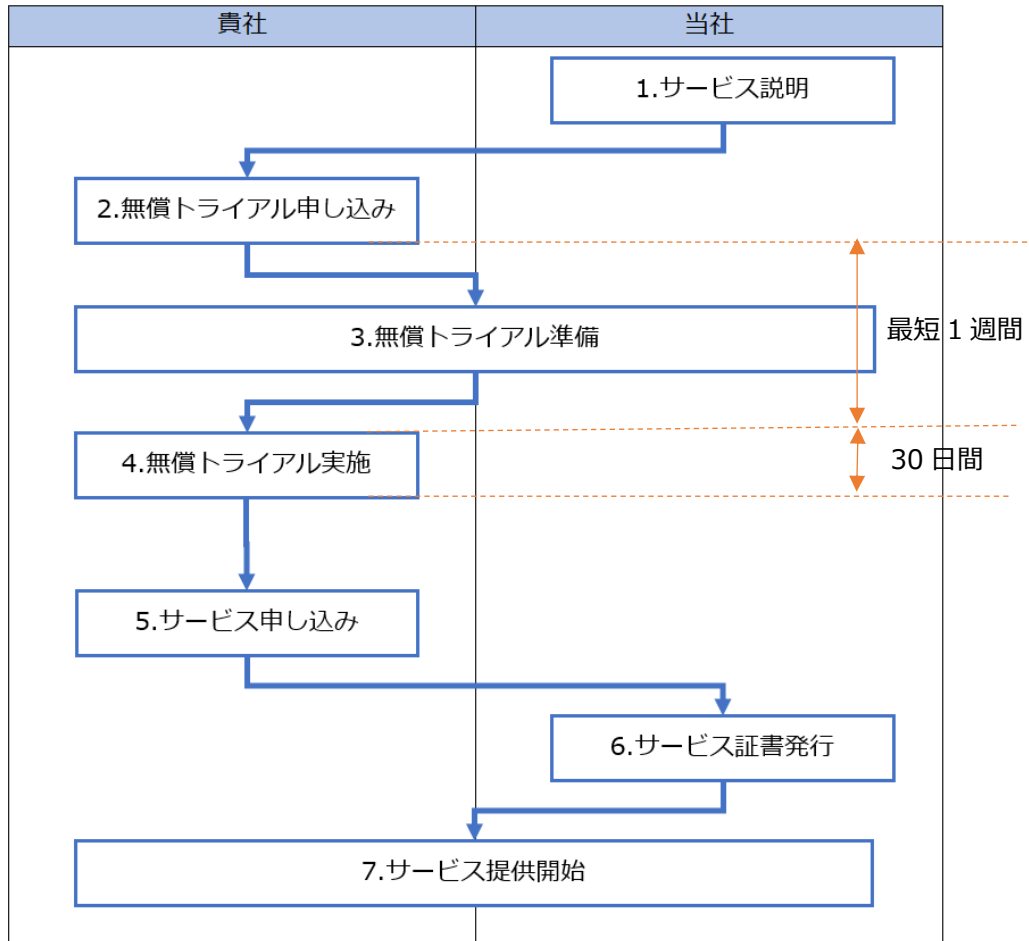 貴社
当社
1.サービス説明
2.無償トライアル申し込み
3.無償トライアル準備
最短 1 週間
4.無償トライアル実施
30 日間
5.サービス申し込み
6.サービス証書発行
7.サービス提供開始